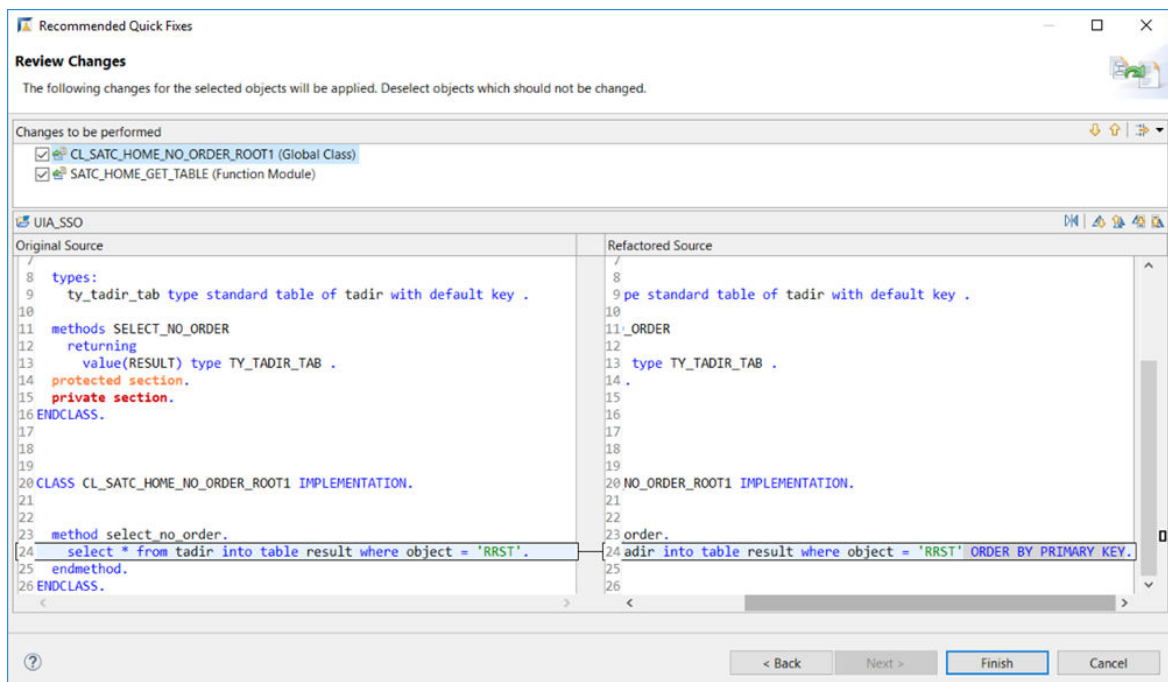 Recommended Quick Fixes
Review Changes
The following changes for the selected objects will be applied. Deselect objects which should not be changed.
Changes to be performed
CL_SATC_HOME_NO_ORDER_ROOT1 (Global Class)
SATC_HOME_GET_TABLE (Function Module)
UIA_SSO
Original Source
7
8 types:
9 ty_tadir_tab type standard table of tadir with default key .
10
11 methods SELECT_NO_ORDER
12 returning
13 value(RESULT) type TY_TADIR_TAB .
14 protected section.
15 private section.
16 ENDCLASS.
17
18
19
20 CLASS CL_SATC_HOME_NO_ORDER_ROOT1 IMPLEMENTATION.
21
22
23 method select_no_order.
24 select * from tadir into table result where object = 'RRST'.
25 endmethod.
26 ENDCLASS.
Refactored Source
7
8
9 pe standard table of tadir with default key .
10
11 _ORDER
12
13 type TY_TADIR_TAB .
14 .
15
16
17
18
19
20 NO_ORDER_ROOT1 IMPLEMENTATION.
21
22
23 order.
24 adir into table result where object = 'RRST' ORDER BY PRIMARY KEY.
25
26
?
< Back
Next >
Finish
Cancel